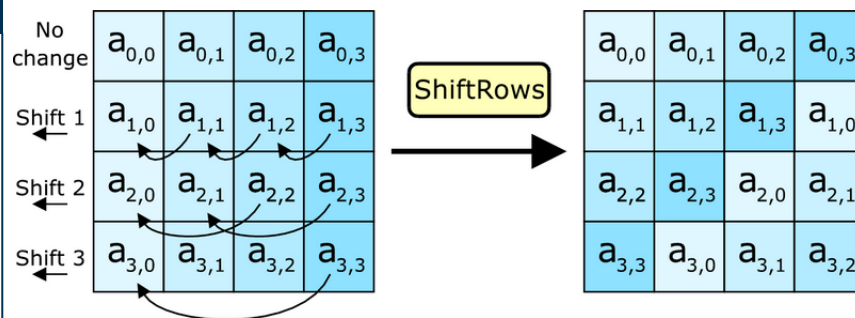 No
change
a0,0 a0,1 a0,2 a0,3
a0,0 a0,1 a0,2 a0,3
ShiftRows
Shift 1
a1,0 a1,1 a1,2 a1,3
a1,1 a1,2 a1,3 a1,0
Shift 2
a2,0 a2,1 a2,2 a2,3
a2,2 a2,3 a2,0 a2,1
Shift 3
a3,0 a3,1 a3,2 a3,3
a3,3 a3,0 a3,1 a3,2